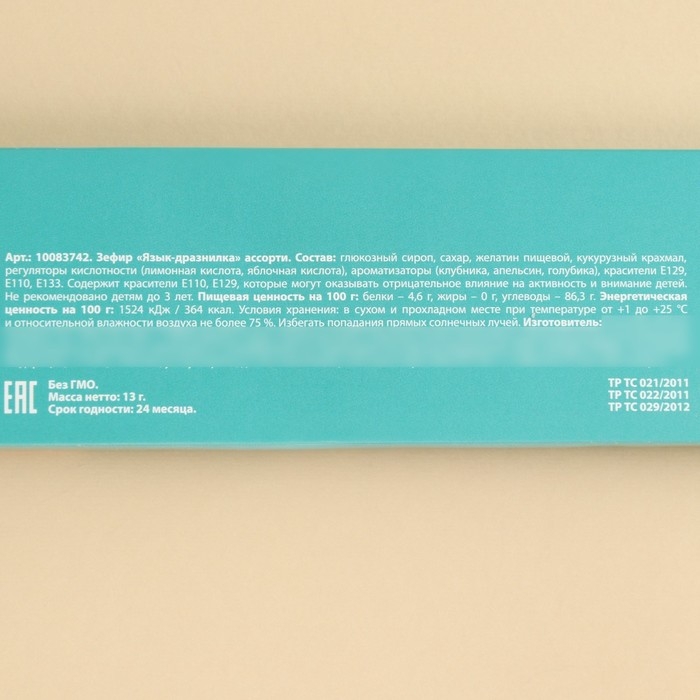 Арт.: 10083742. Зефир «Язык-дразнилка» ассорти. Состав: глюкозный сироп, сахар, желатин пищевой, кукурузный крахмал,
регуляторы кислотности (лимонная кислота, яблочная кислота), ароматизаторы (клубника, апельсин, голубика), красители Е129,
Е110, Е133. Содержит красители Е110, Е129, которые могут оказывать отрицательное влияние на активность и внимание детей.
Не рекомендовано детям до 3 лет. Пищевая ценность на 100 г: белки – 4,6 г, жиры – 0 г, углеводы – 86,3 г. Энергетическая
ценность на 100 г: 1524 кДж / 364 ккал. Условия хранения: в сухом и прохладном месте при температуре от +1 до +25 °C
и относительной влажности воздуха не более 75 %. Избегать попадания прямых солнечных лучей. Изготовитель:
EAC
Без ГМО.
Масса нетто: 13 г.
Срок годности: 24 месяца.
ТР ТС 021/2011
ТР ТС 022/2011
ТР ТС 029/2012